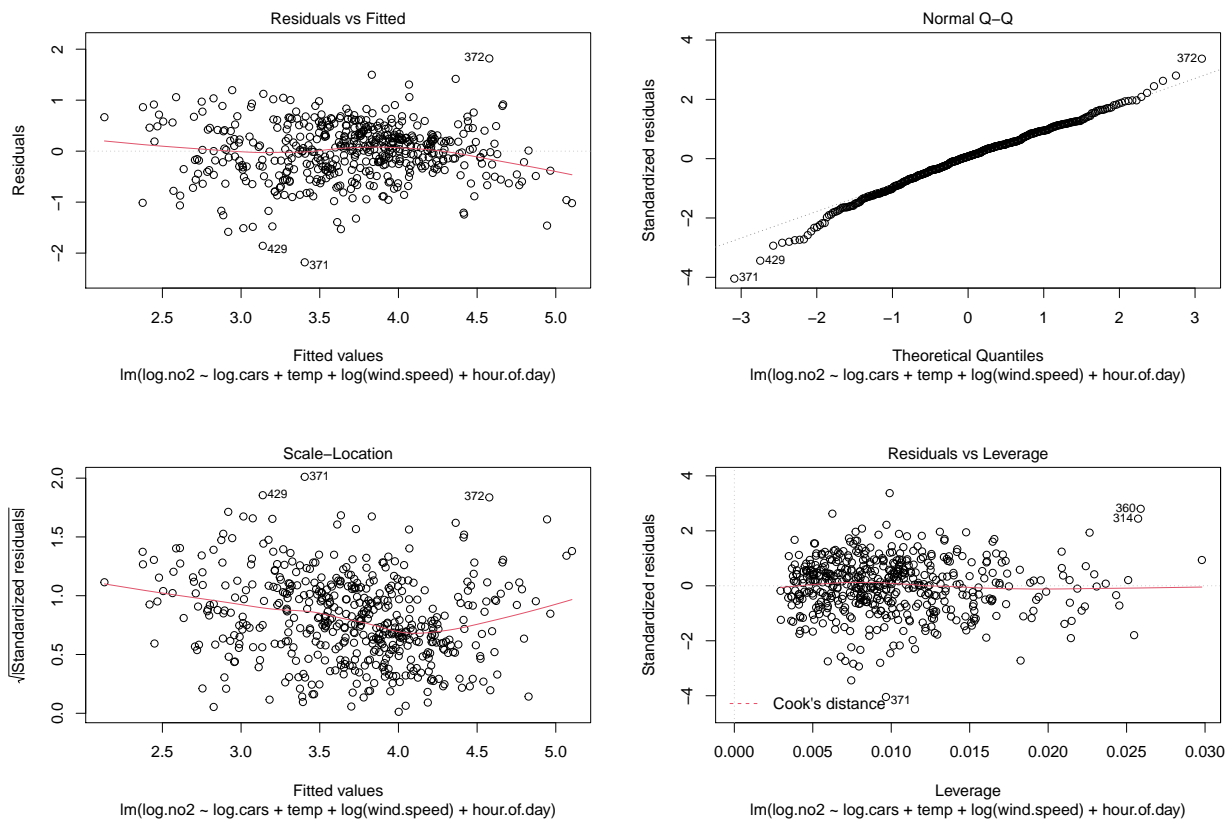 Residuals vs Fitted
Residuals
2
1
0
−1
−2
372
429
371
2.5 3.0 3.5 4.0 4.5 5.0
Fitted values
lm(log.no2 ~ log.cars + temp + log(wind.speed) + hour.of.day)
Normal Q−Q
Standardized residuals
4
2
0
−2
−4
372
429
371
−3 −2 −1 0 1 2 3
Theoretical Quantiles
lm(log.no2 ~ log.cars + temp + log(wind.speed) + hour.of.day)
Scale−Location
√|Standardized residuals|
2.0
1.5
1.0
0.5
0.0
371
429
372
2.5 3.0 3.5 4.0 4.5 5.0
Fitted values
lm(log.no2 ~ log.cars + temp + log(wind.speed) + hour.of.day)
Residuals vs Leverage
Standardized residuals
4
2
0
−2
−4
360
314
371
Cook's distance
0.000 0.005 0.010 0.015 0.020 0.025 0.030
Leverage
lm(log.no2 ~ log.cars + temp + log(wind.speed) + hour.of.day)